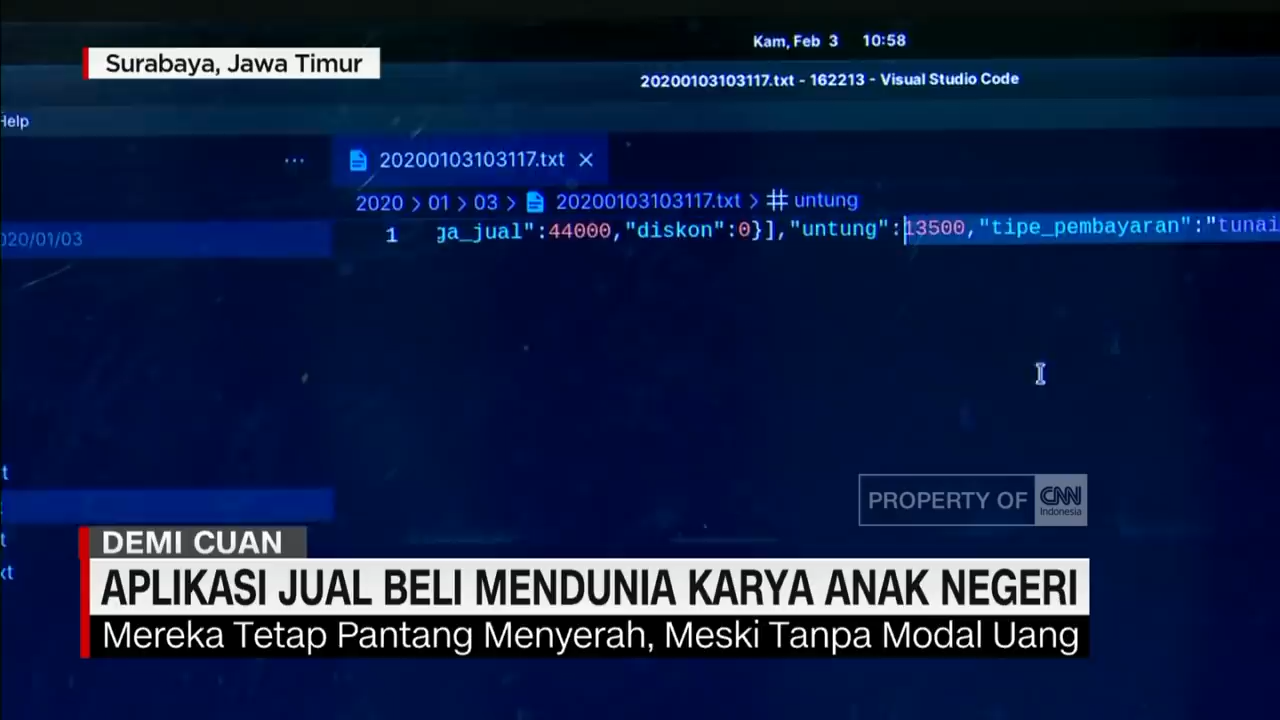 Kam, Feb 3 10:58
Surabaya, Jawa Timur
20200103103117.txt - 162213 - Visual Studio Code
Help
··· 20200103103117.txt ×
2020 > 01 > 03 > 20200103103117.txt > # untung
020/01/03
1 ga_jual":44000,"diskon":0}],"untung":13500,"tipe_pembayaran":"tunai
PROPERTY OF CNN Indonesia
DEMI CUAN
APLIKASI JUAL BELI MENDUNIA KARYA ANAK NEGERI
Mereka Tetap Pantang Menyerah, Meski Tanpa Modal Uang